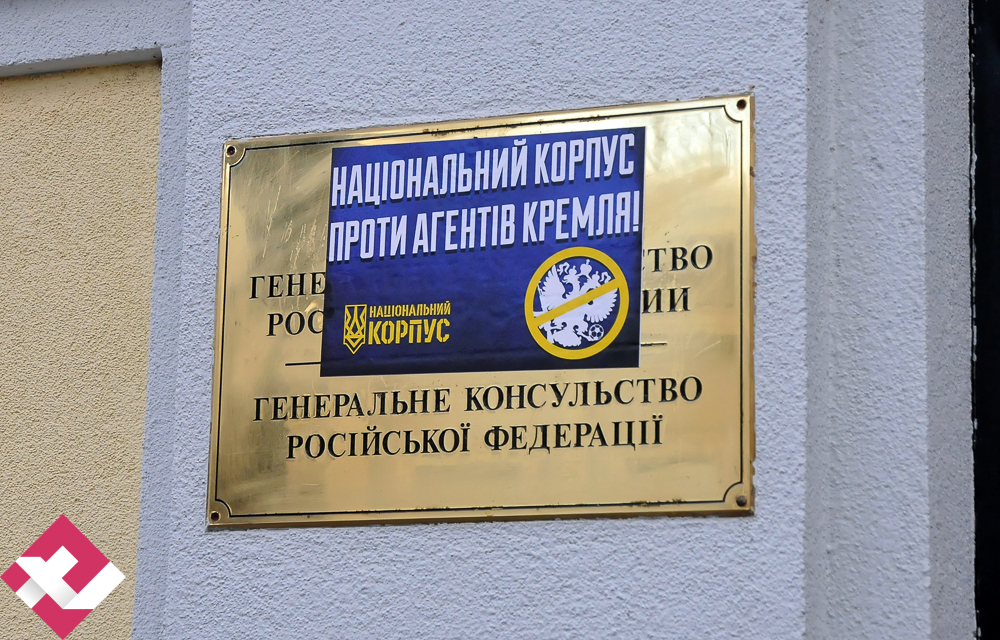 НАЦІОНАЛЬНИЙ КОРПУС
ПРОТИ АГЕНТІВ КРЕМЛЯ!
НАЦІОНАЛЬНИЙ
КОРПУС
ГЕНЕРАЛЬНЕ КОНСУЛЬСТВО
РОСІЙСЬКОЇ ФЕДЕРАЦІЇ